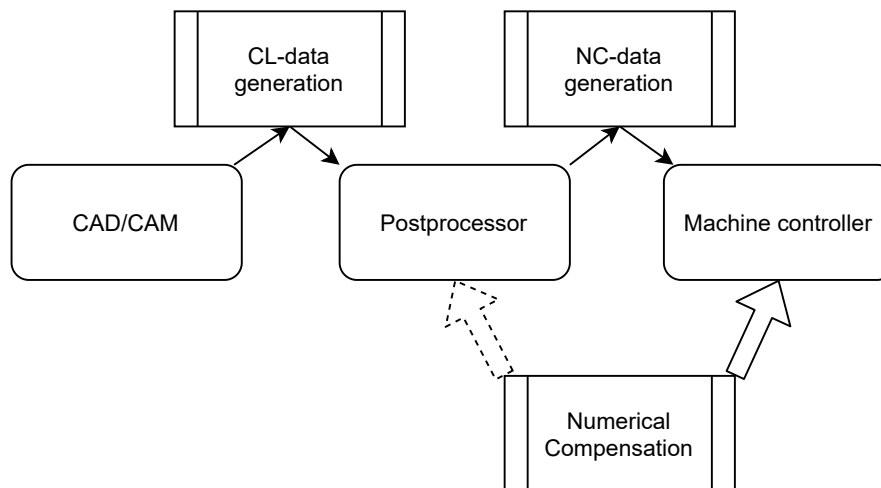 CL-data
generation
NC-data
generation
CAD/CAM
Postprocessor
Machine controller
Numerical
Compensation